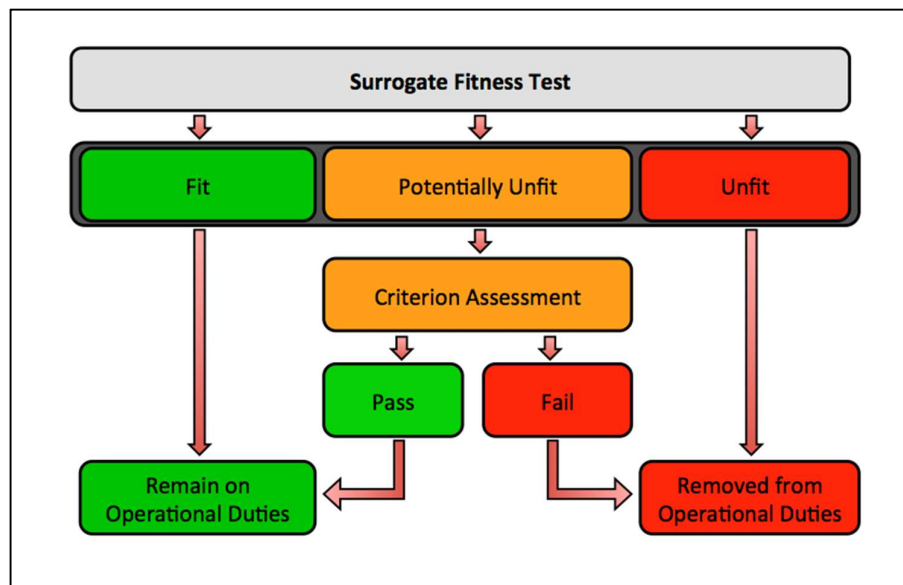 Surrogate Fitness Test
Fit
Potentially Unfit
Unfit
Criterion Assessment
Pass
Fail
Remain on
Operational Duties
Removed from
Operational Duties